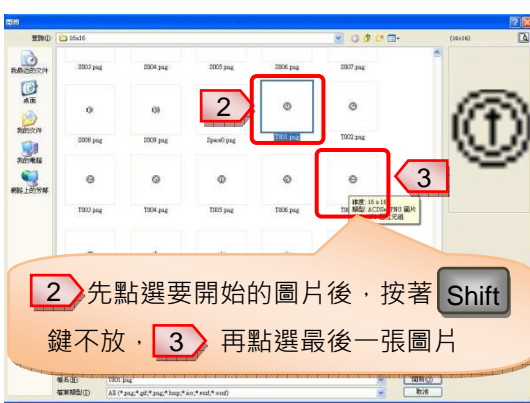 開啟
查詢(I):
16x16
(16x16)
我最近的文件
桌面
我的文件
我的電腦
網路上的芳鄰
2003.png
2004.png
2005.png
2006.png
2007.png
2
2008.png
2009.png
Space0.png
T001.png
T002.png
3
T003.png
T004.png
T005.png
T006.png
維度: 16 x 16
2 先點選要開始的圖片後，按著 Shift
鍵不放， 3 再點選最後一張圖片
檔名(N):
T001.png
開啟(O)
檔案類型(T):
取消